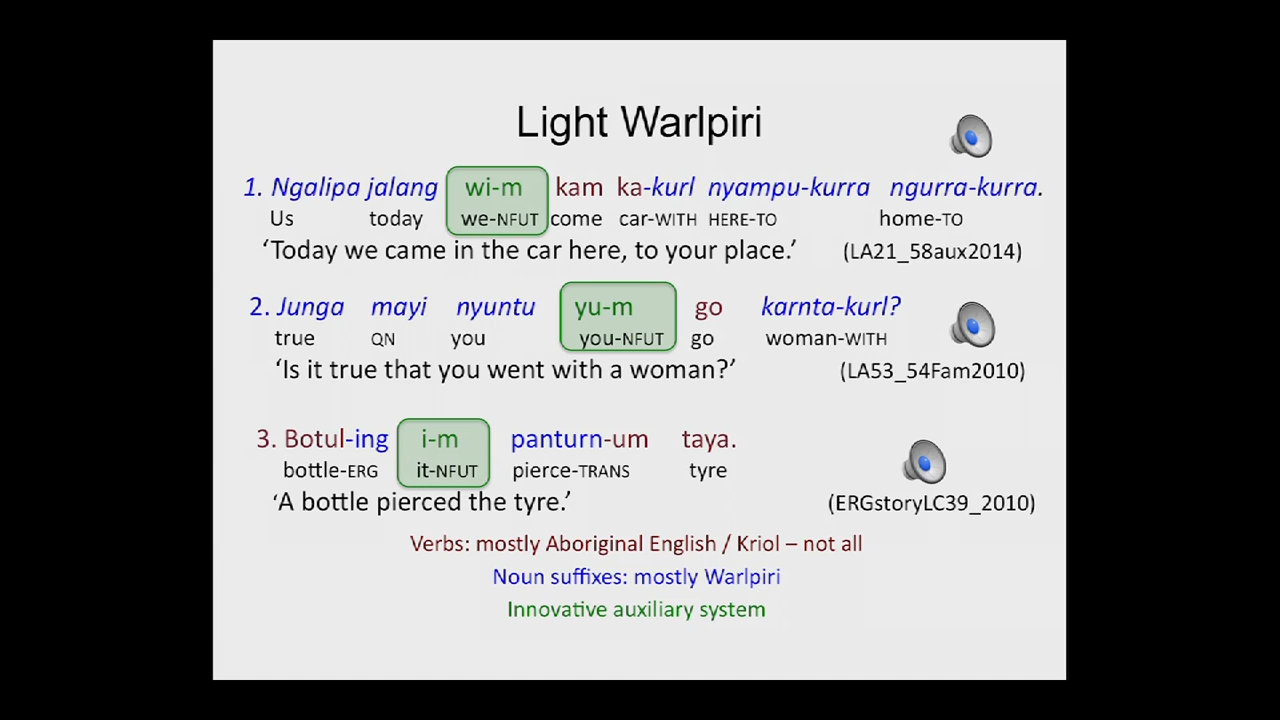 Light Warlpiri
1. Ngalipa jalang wi-m kam ka-kurl nyampu-kurra ngurra-kurra.
Us today we-NFUT come car-WITH HERE-TO home-TO
‘Today we came in the car here, to your place.’ (LA21_58aux2014)
2. Junga mayi nyuntu yu-m go karnta-kurl?
true QN you you-NFUT go woman-WITH
‘Is it true that you went with a woman?’ (LA53_54Fam2010)
3. Botul-ing i-m panturn-um taya.
bottle-ERG it-NFUT pierce-TRANS tyre
‘A bottle pierced the tyre.’ (ERGstoryLC39_2010)
Verbs: mostly Aboriginal English / Kriol – not all
Noun suffixes: mostly Warlpiri
Innovative auxiliary system